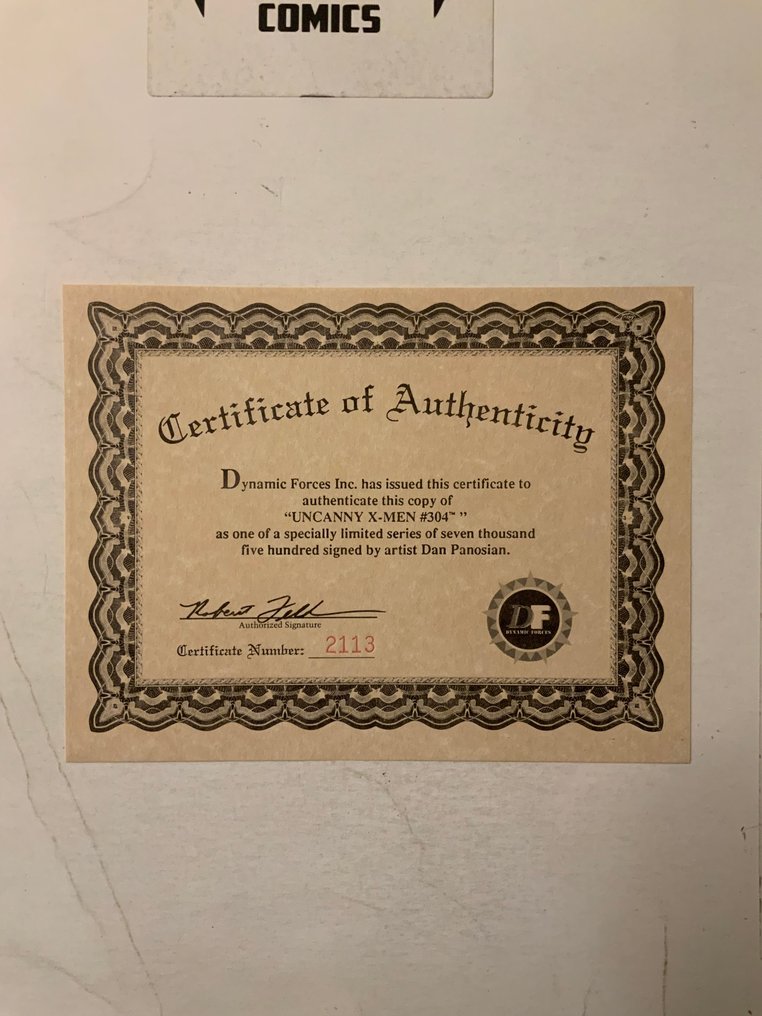 COMICS
Certificate of Authenticity
Dynamic Forces Inc. has issued this certificate to
authenticate this copy of
“UNCANNY X-MEN #304™ ”
as one of a specially limited series of seven thousand
five hundred signed by artist Dan Panosian.
Robert Felh
Authorized Signature
Certificate Number: 2113
DF
DYNAMIC FORCES